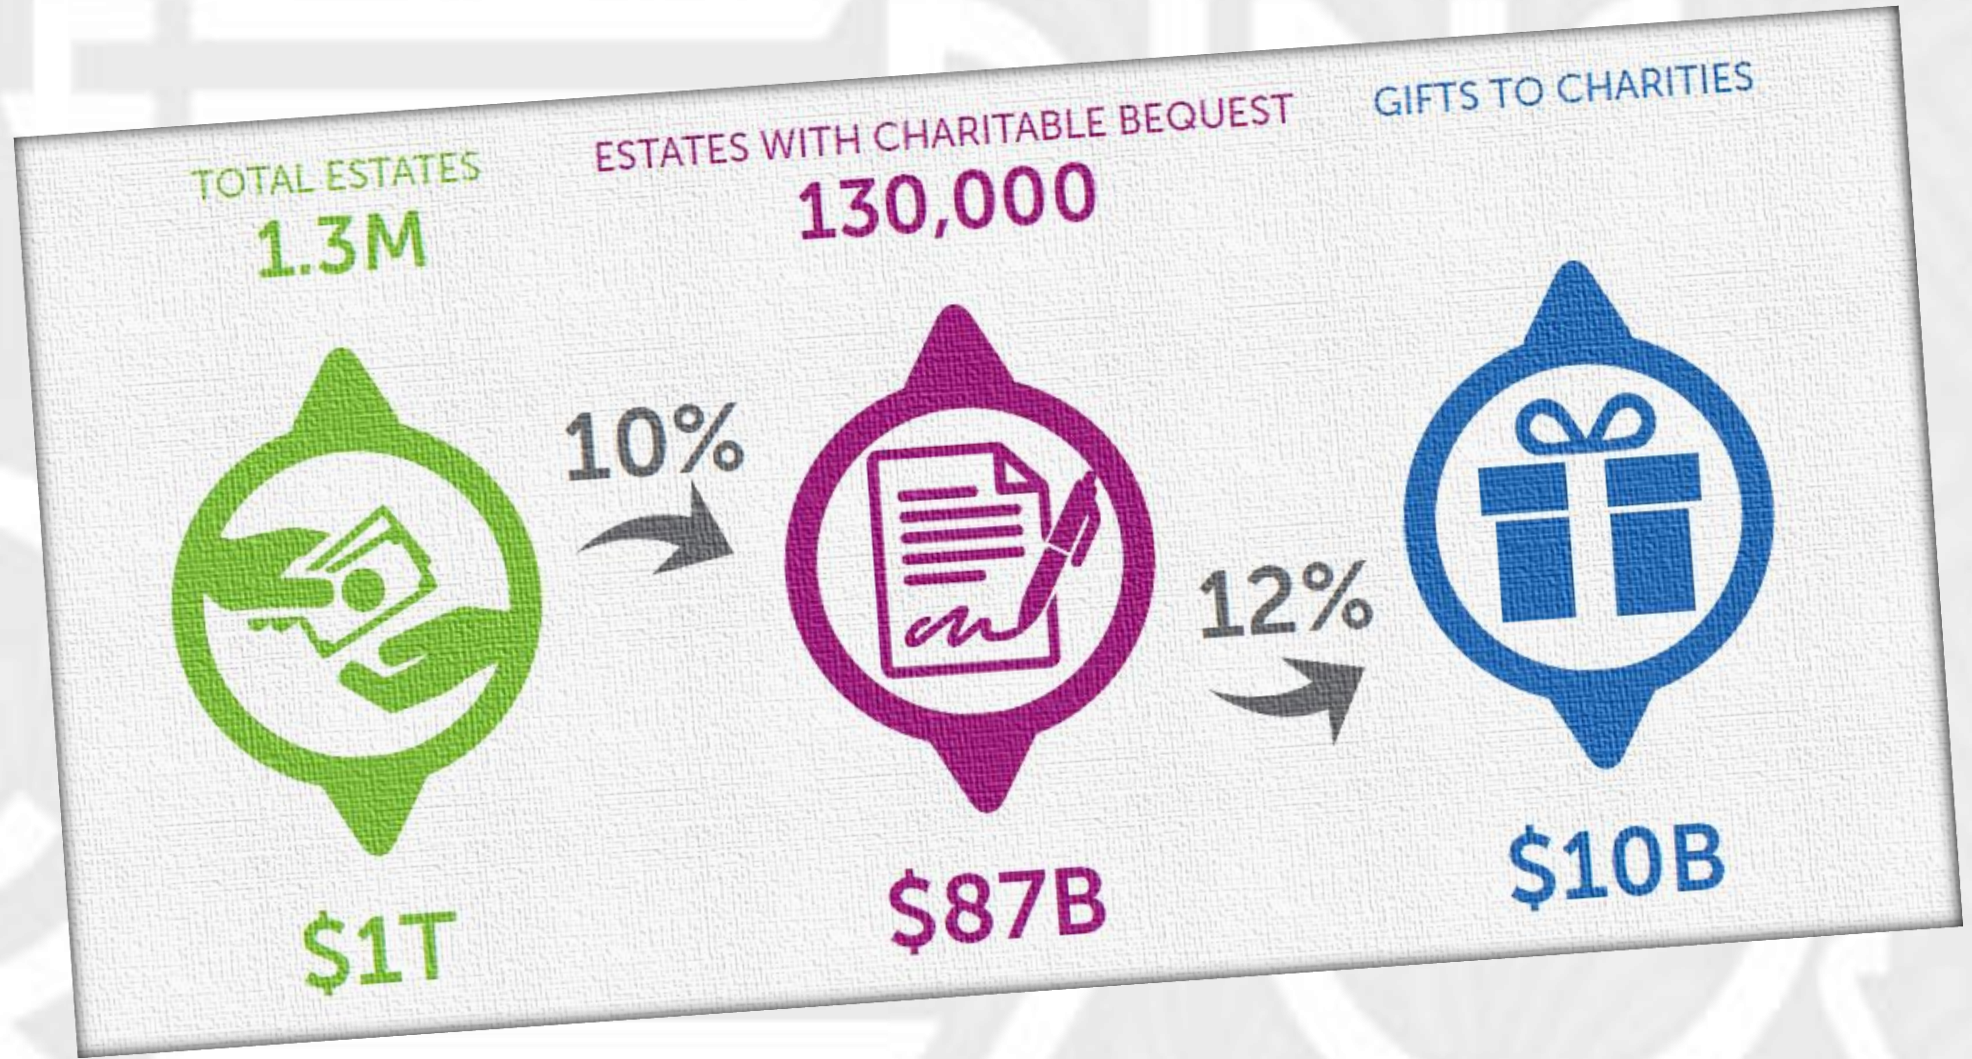 TOTAL ESTATES
1.3M
ESTATES WITH CHARITABLE BEQUEST
130,000
GIFTS TO CHARITIES
10%
12%
$1T
$87B
$10B